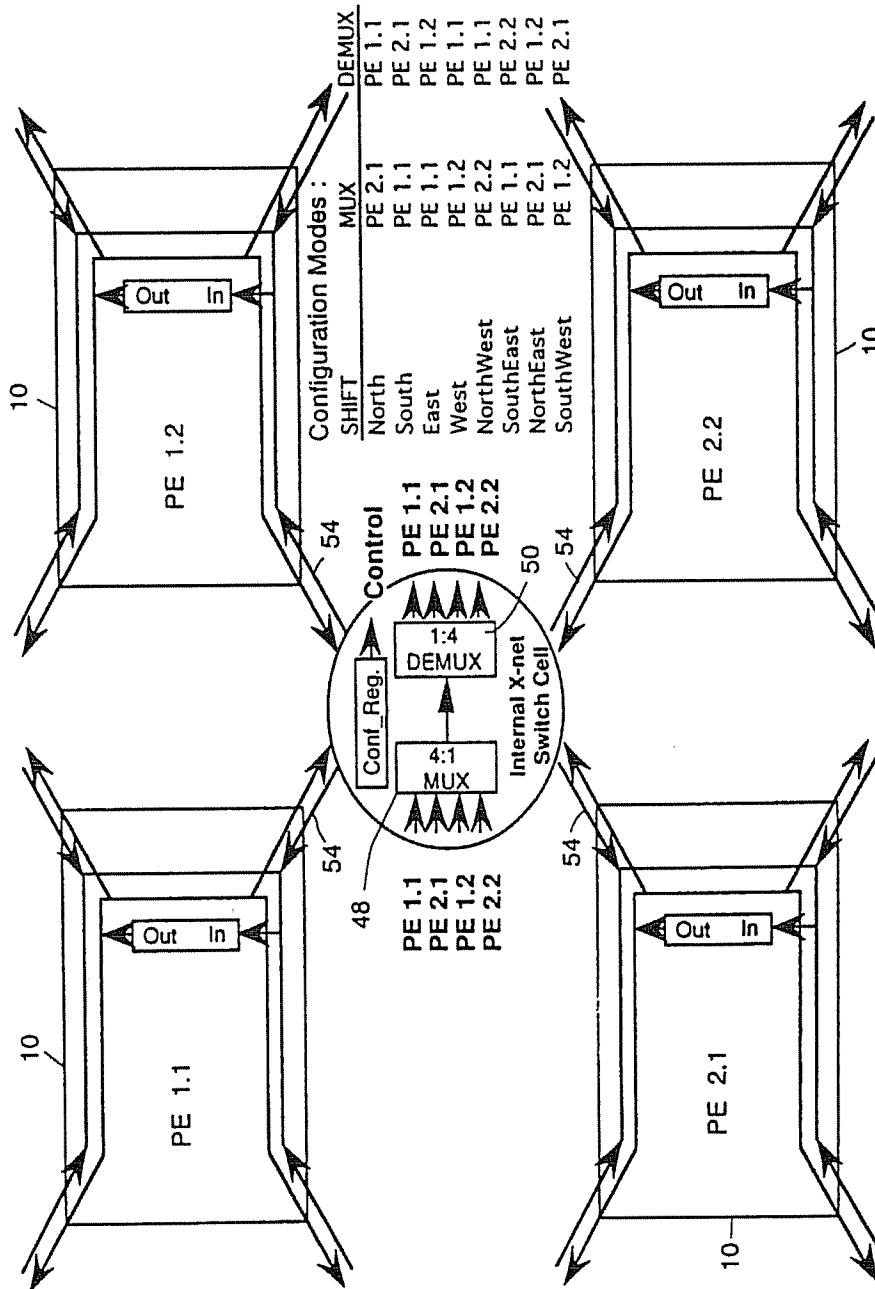 10
10
PE 1.1
Out
In
PE 1.2
Out
In
54
54
48
Conf_Reg.
Control
4:1
MUX
1:4
DEMUX
PE 1.1
PE 2.1
PE 1.2
PE 2.2
PE 1.1
PE 2.1
PE 1.2
PE 2.2
50
Internal X-net
Switch Cell
Configuration Modes :
SHIFT MUX DEMUX
North PE 2.1 PE 1.1
South PE 1.1 PE 2.1
East PE 1.1 PE 1.2
West PE 1.2 PE 1.1
NorthWest PE 2.2 PE 1.1
SouthEast PE 1.1 PE 2.2
NorthEast PE 2.1 PE 1.2
SouthWest PE 1.2 PE 2.1
54
54
PE 2.1
Out
In
PE 2.2
Out
In
10
10